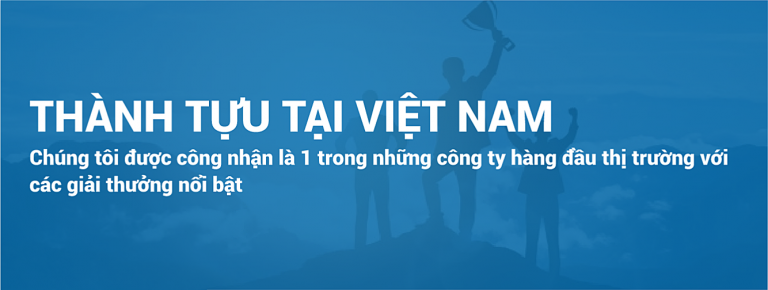 THÀNH TỰU TẠI VIỆT NAM
Chúng tôi được công nhận là 1 trong những công ty hàng đầu thị trường với
các giải thưởng nổi bật